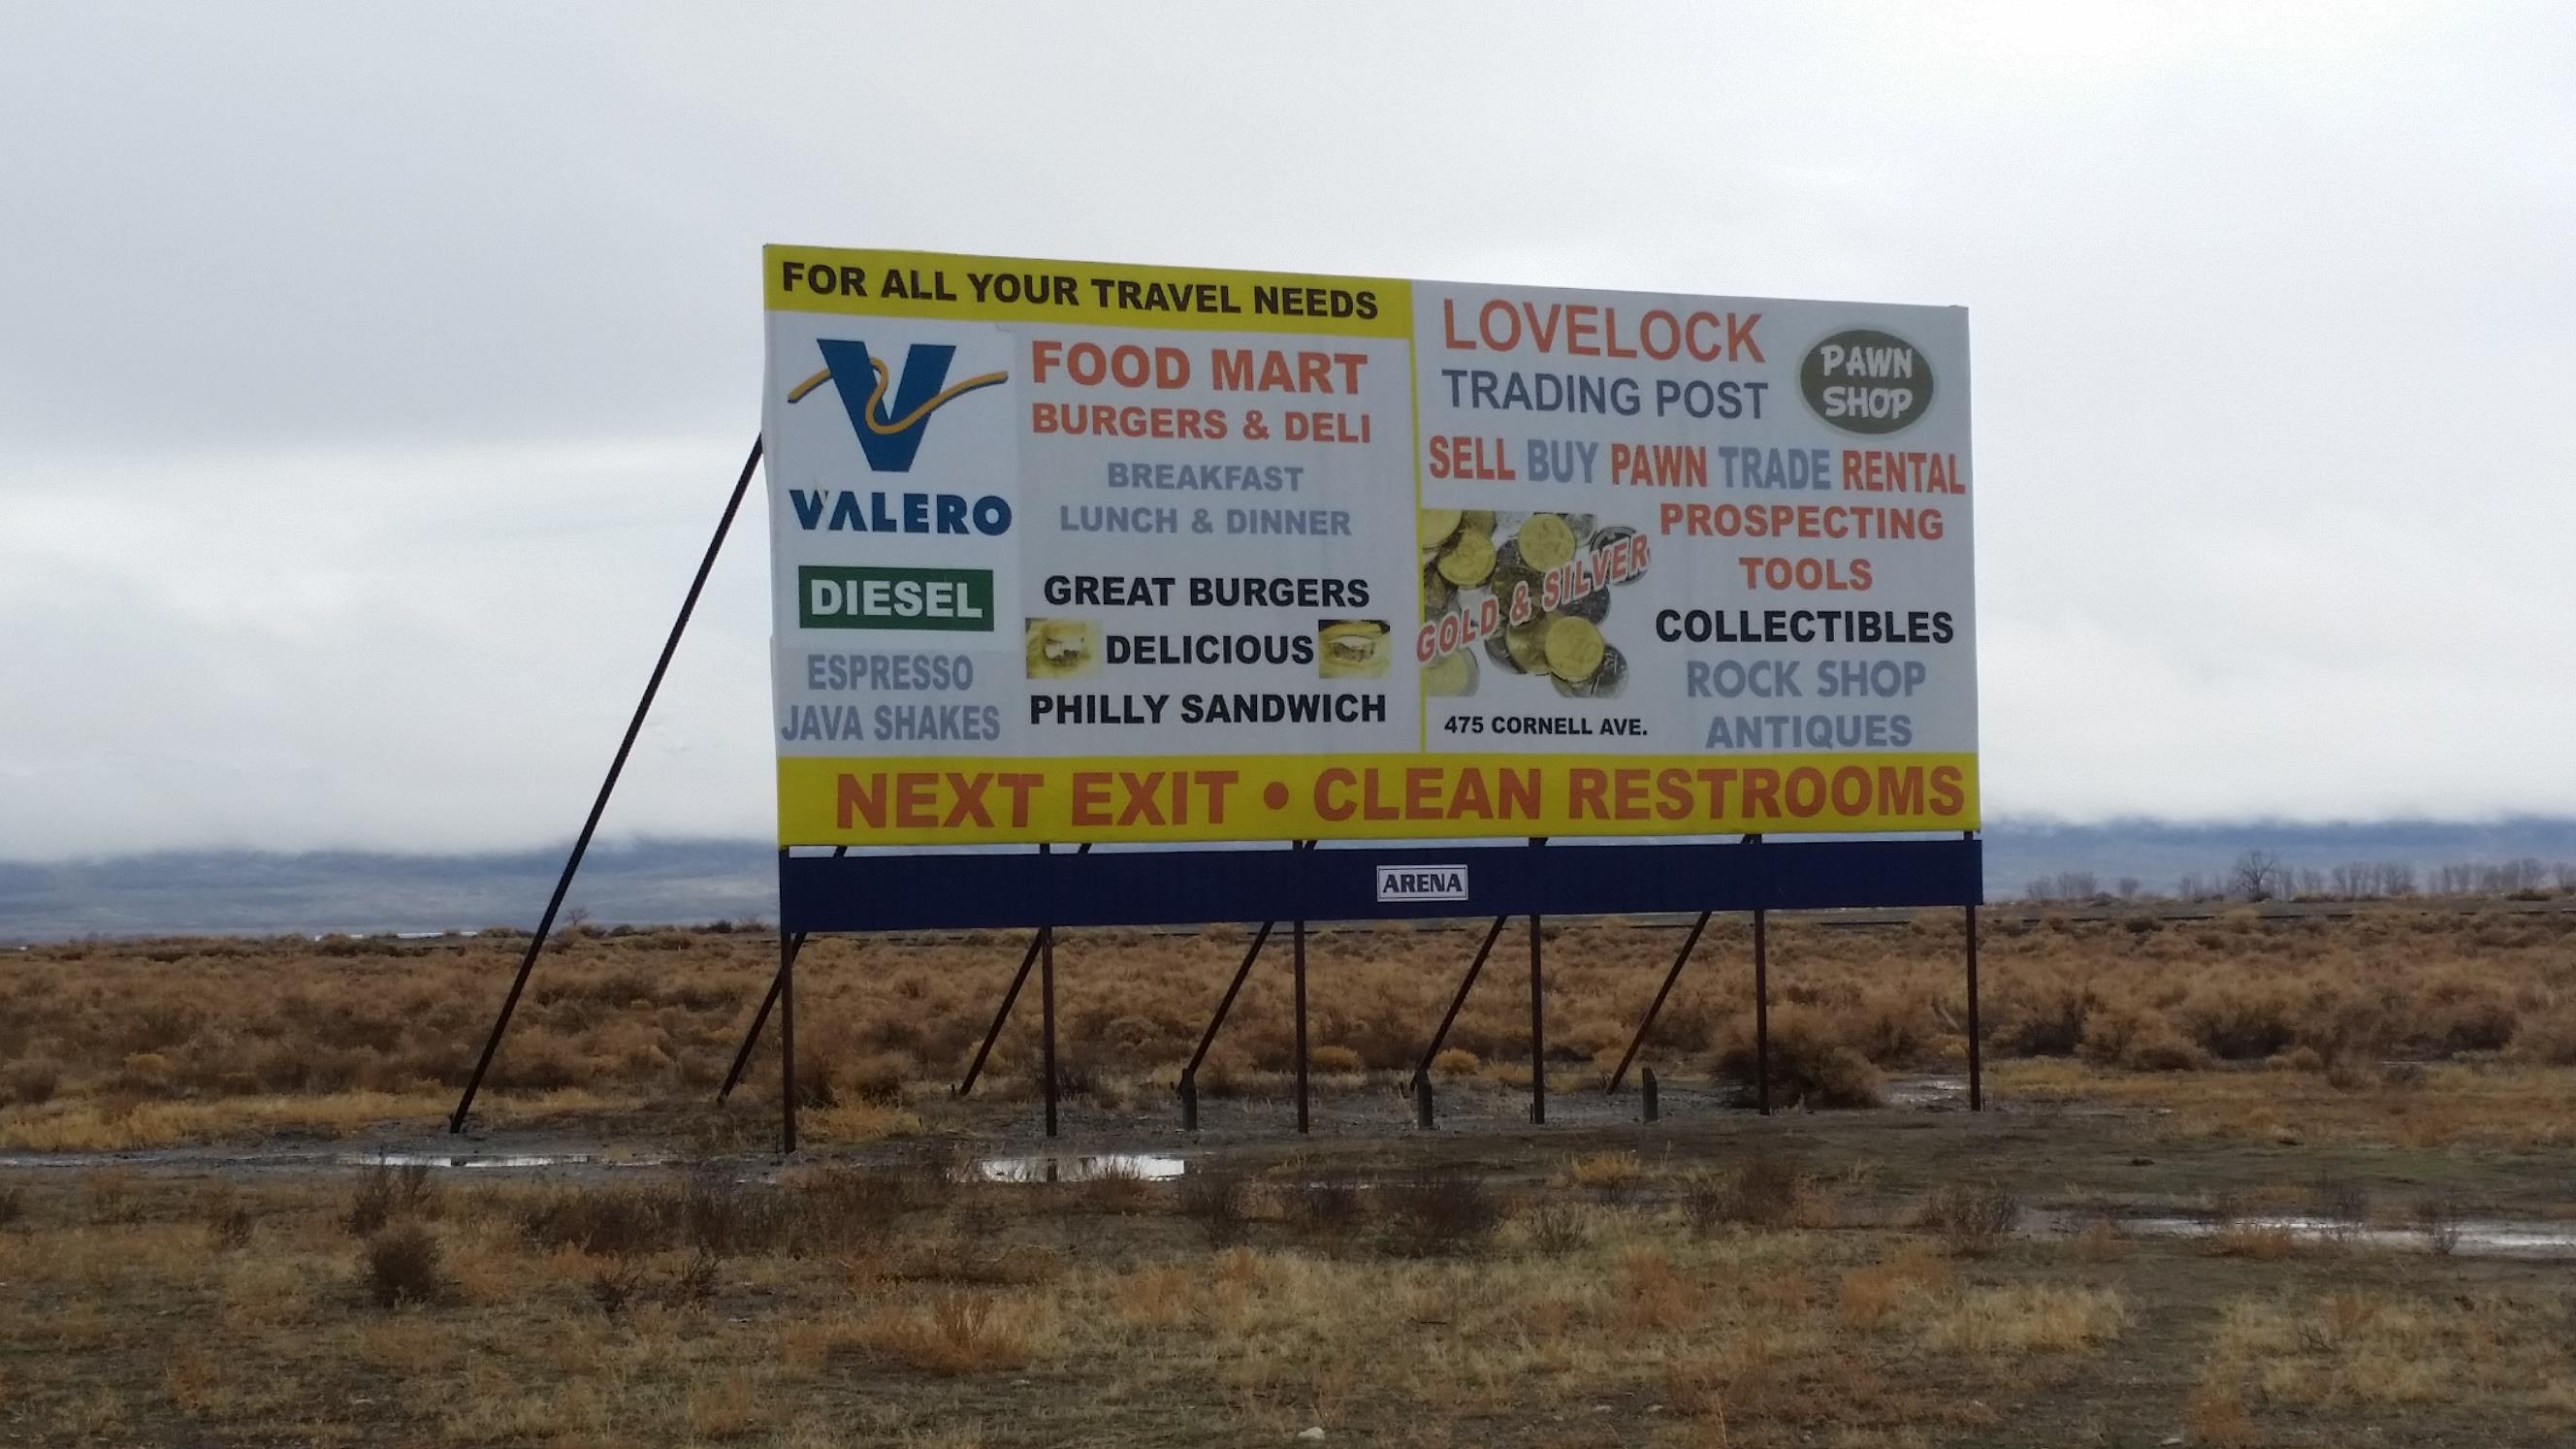 FOR ALL YOUR TRAVEL NEEDS
VALERO
DIESEL
ESPRESSO
JAVA SHAKES
FOOD MART
BURGERS & DELI
BREAKFAST
LUNCH & DINNER
GREAT BURGERS
DELICIOUS
PHILLY SANDWICH
LOVELOCK
TRADING POST
PAWN
SHOP
SELL BUY PAWN TRADE RENTAL
GOLD & SILVER
475 CORNELL AVE.
PROSPECTING
TOOLS
COLLECTIBLES
ROCK SHOP
ANTIQUES
NEXT EXIT • CLEAN RESTROOMS
ARENA